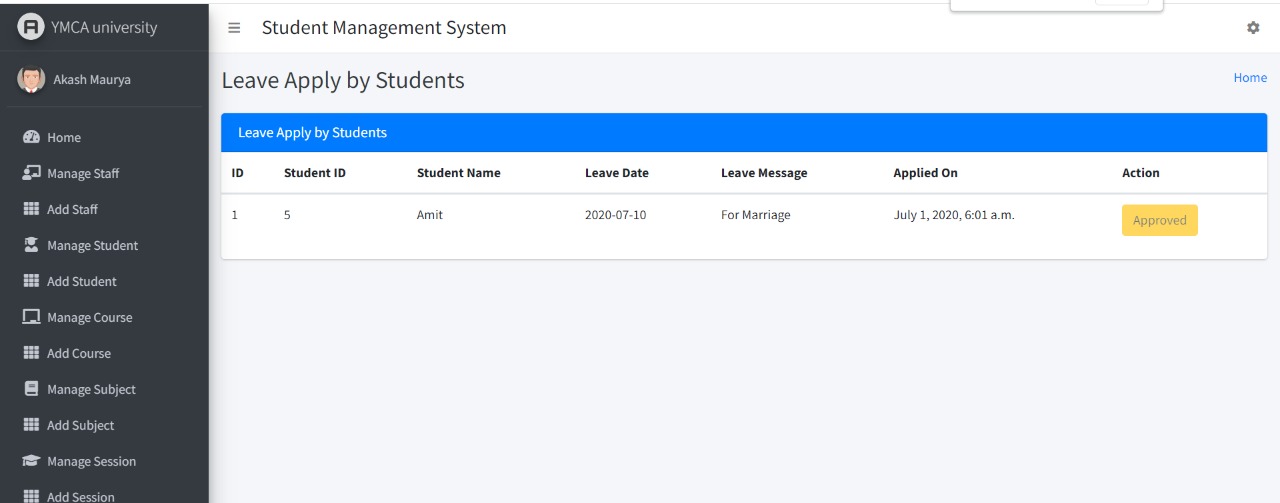 YMCA university
Student Management System
Akash Maurya
Leave Apply by Students
Home
Home
Manage Staff
Add Staff
Manage Student
Add Student
Manage Course
Add Course
Manage Subject
Add Subject
Manage Session
Add Session
Leave Apply by Students
ID Student ID Student Name Leave Date Leave Message Applied On Action
1 5 Amit 2020-07-10 For Marriage July 1, 2020, 6:01 a.m. Approved